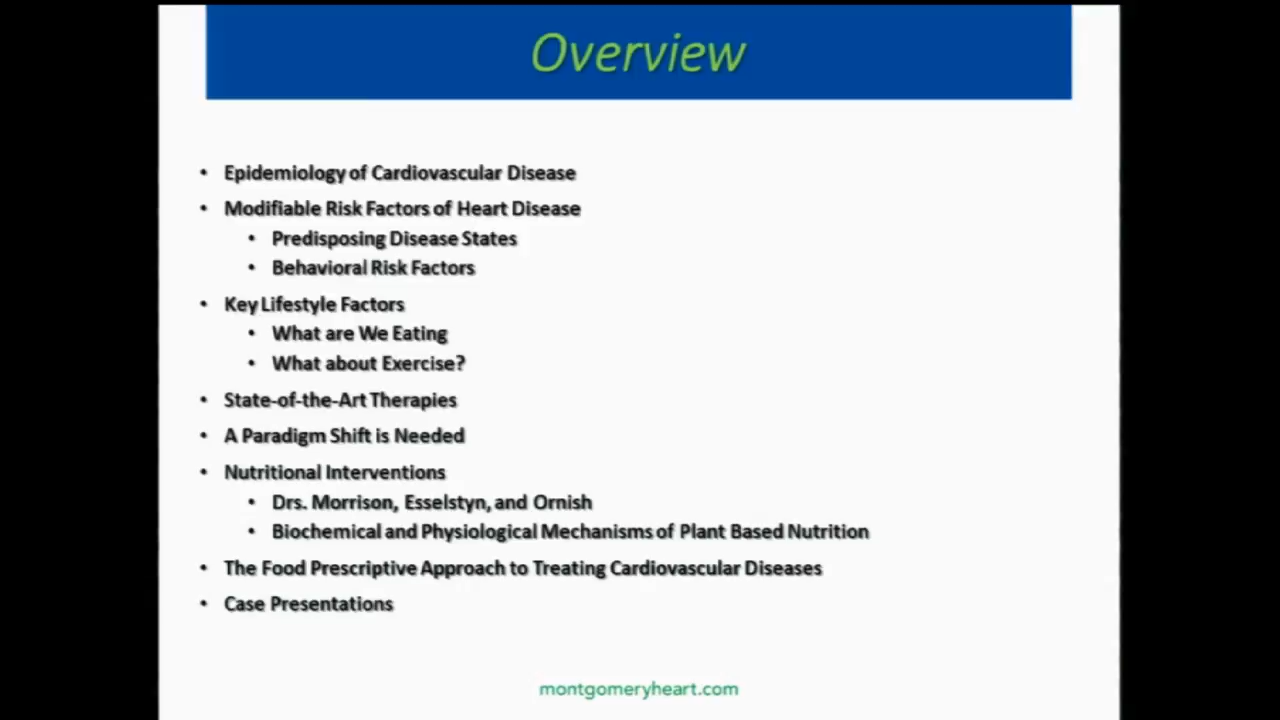 Overview
• Epidemiology of Cardiovascular Disease
• Modifiable Risk Factors of Heart Disease
• Predisposing Disease States
• Behavioral Risk Factors
• Key Lifestyle Factors
• What are We Eating
• What about Exercise?
• State-of-the-Art Therapies
• A Paradigm Shift is Needed
• Nutritional Interventions
• Drs. Morrison, Esselstyn, and Ornish
• Biochemical and Physiological Mechanisms of Plant Based Nutrition
• The Food Prescriptive Approach to Treating Cardiovascular Diseases
• Case Presentations
montgomeryheart.com